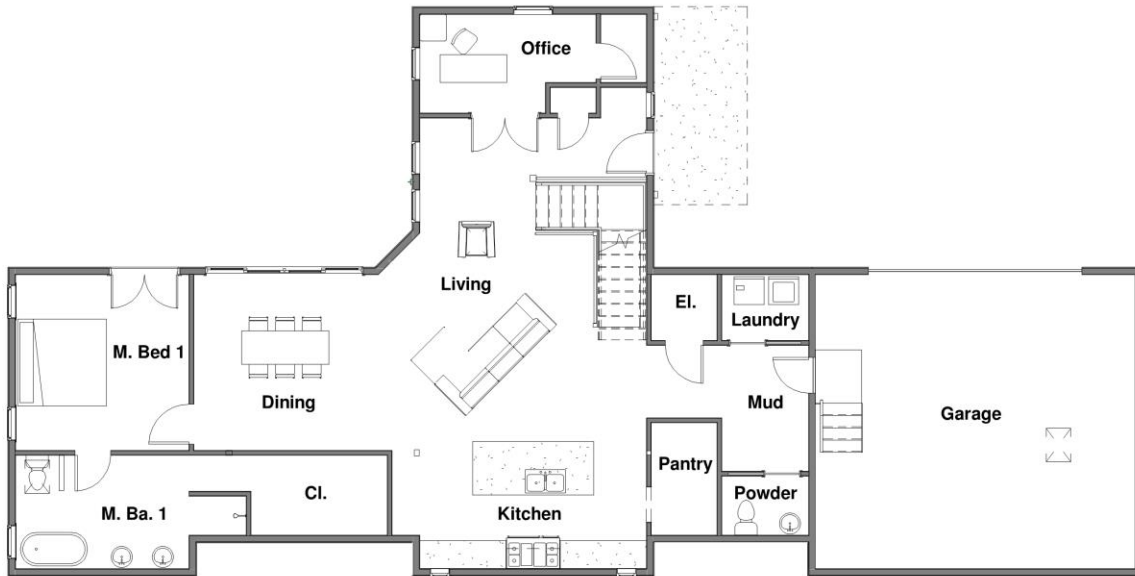 Office
Living
El.
Laundry
M. Bed 1
Dining
Mud
Garage
Pantry
Cl.
Powder
M. Ba. 1
Kitchen